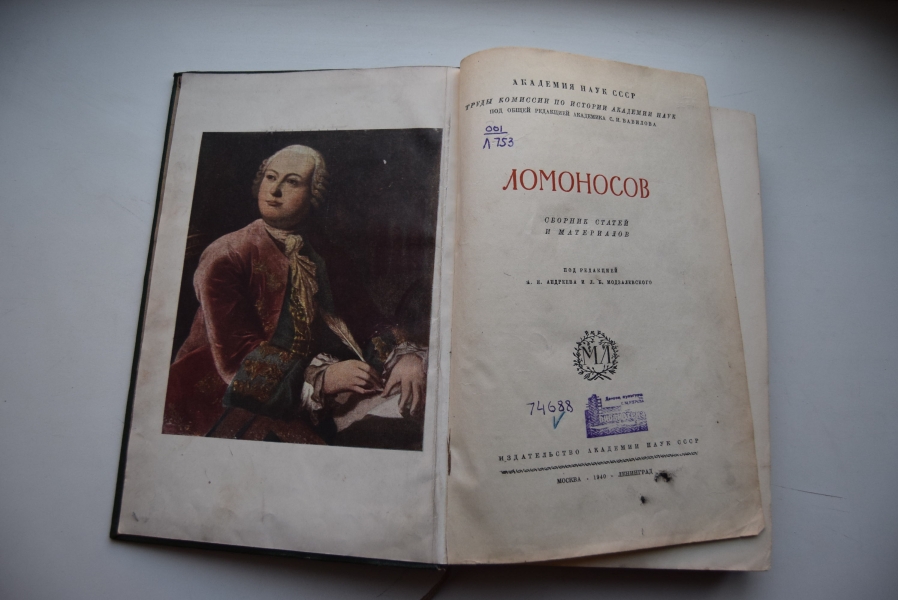 АКАДЕМИЯ НАУК СССР
ТРУДЫ КОМИССИИ ПО ИСТОРИИ АКАДЕМИИ НАУК
ПОД ОБЩЕЙ РЕДАКЦИЕЙ АКАДЕМИКА С. И. ВАВИЛОВА
001
Л 753
ЛОМОНОСОВ
СБОРНИК СТАТЕЙ
И МАТЕРИАЛОВ
ПОД РЕДАКЦИЕЙ
А. И. АНДРЕЕВА И Л. Б. МОДЗАЛЕВСКОГО
МЛ
74688
ИЗДАТЕЛЬСТВО АКАДЕМИИ НАУК СССР
МОСКВА - 1940 - ЛЕНИНГРАД